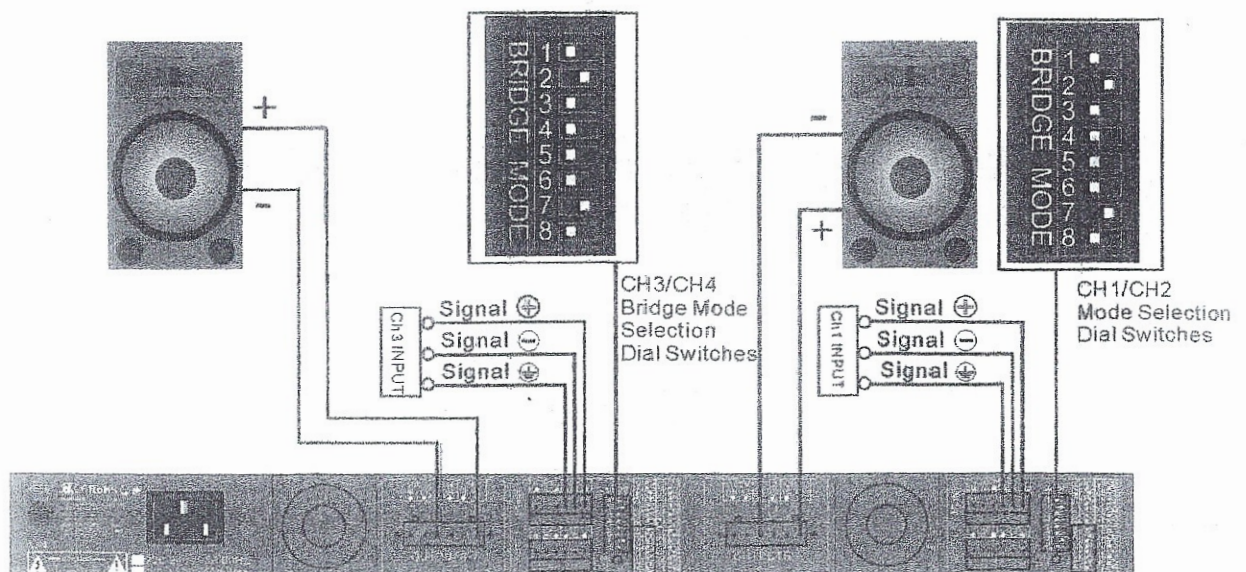 BRIDGE MODE
1
2
3
4
5
6
7
8
BRIDGE MODE
1
2
3
4
5
6
7
8
+
-
-
+
CH3/CH4
Bridge Mode
Selection
Dial Switches
CH1/CH2
Mode Selection
Dial Switches
Ch3 INPUT
Signal ⊕
Signal ⊖
Signal ⏚
Ch1 INPUT
Signal ⊕
Signal ⊖
Signal ⏚